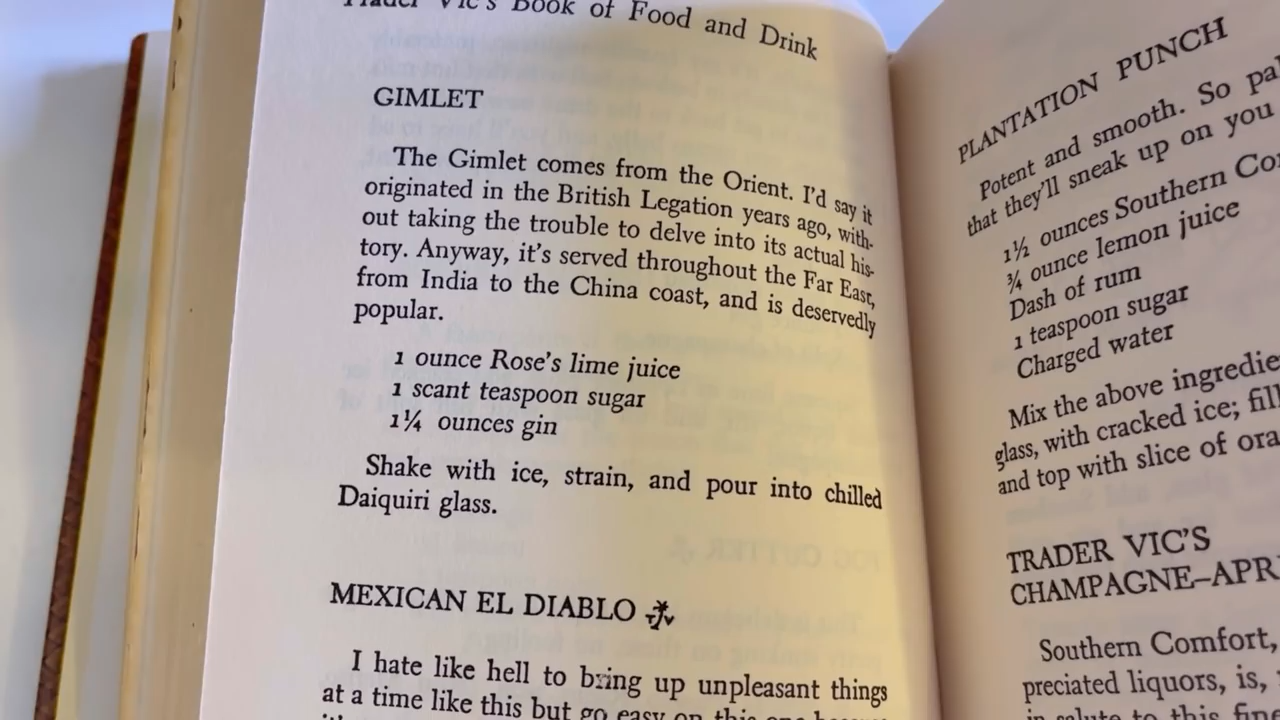 Trader Vic's Book of Food and Drink
GIMLET
The Gimlet comes from the Orient. I'd say it
originated in the British Legation years ago, with-
out taking the trouble to delve into its actual his-
tory. Anyway, it's served throughout the Far East,
from India to the China coast, and is deservedly
popular.
1 ounce Rose's lime juice
1 scant teaspoon sugar
1¼ ounces gin
Shake with ice, strain, and pour into chilled
Daiquiri glass.
MEXICAN EL DIABLO
I hate like hell to bring up unpleasant things
at a time like this but go easy on this one because
PLANTATION PUNCH
Potent and smooth. So
that they'll sneak up on you
1½ ounces Southern
¾ ounce lemon juice
Dash of rum
1 teaspoon sugar
Charged water
Mix the above
glass, with cracked ice;
and top with slice of
TRADER VIC'S
CHAMPAGNE–APR
Southern Comfort,
preciated liquors, is,
in salute to this